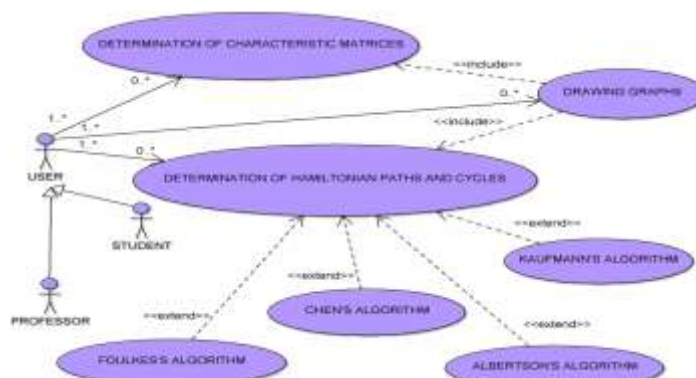 DETERMINATION OF CHARACTERISTIC MATRICES
<<include>>
0..*
0..*
DRAWING GRAPHS
1..*
1..*
<<include>>
1..*
0..*
USER
DETERMINATION OF HAMILTONIAN PATHS AND CYCLES
<<extend>>
STUDENT
KAUFMANN'S ALGORITHM
<<extend>>
<<extend>>
CHEN'S ALGORITHM
PROFESSOR
<<extend>>
<<extend>>
FOULKES'S ALGORITHM
ALBERTSON'S ALGORITHM